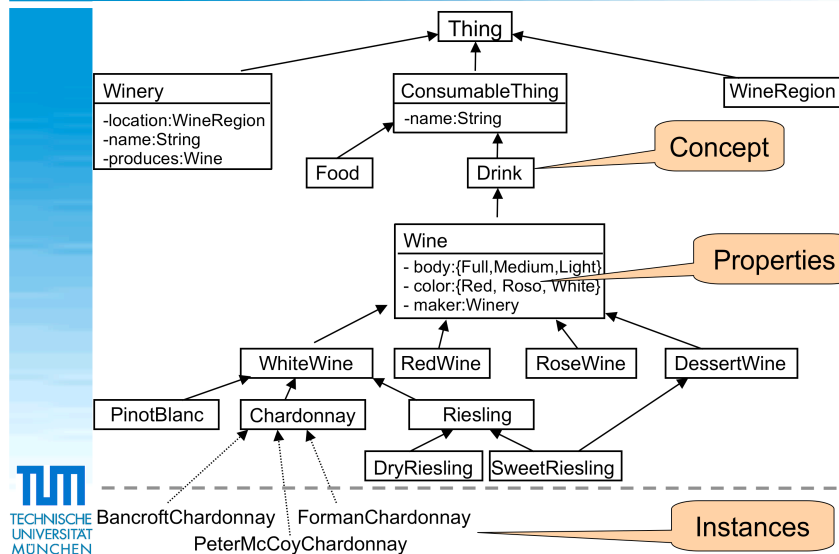 Thing
Winery
-location:WineRegion
-name:String
-produces:Wine
ConsumableThing
-name:String
WineRegion
Concept
Food
Drink
Wine
- body:{Full,Medium,Light}
- color:{Red, Roso, White}
- maker:Winery
Properties
WhiteWine
RedWine
RoseWine
DessertWine
PinotBlanc
Chardonnay
Riesling
DryRiesling
SweetRiesling
TUM
TECHNISCHE
UNIVERSITÄT
MÜNCHEN
BancroftChardonnay
FormanChardonnay
PeterMcCoyChardonnay
Instances